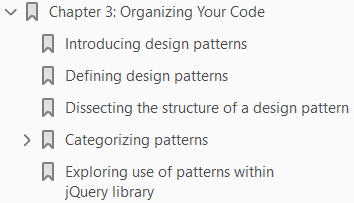 Chapter 3: Organizing Your Code
Introducing design patterns
Defining design patterns
Dissecting the structure of a design pattern
Categorizing patterns
Exploring use of patterns within
jQuery library